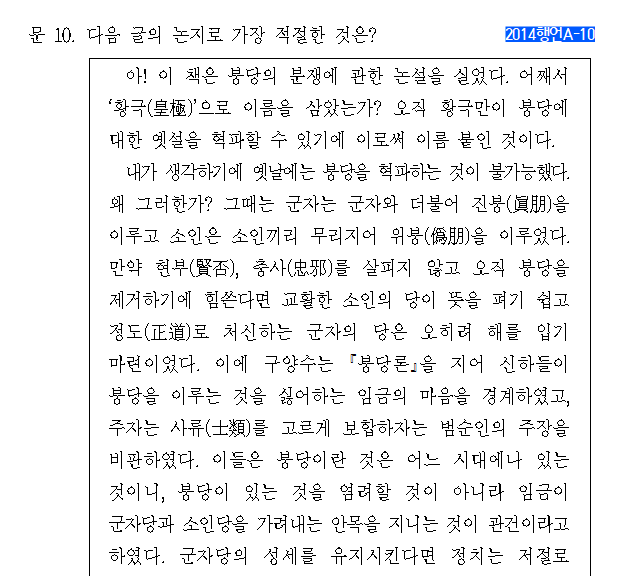 문 10. 다음 글의 논지로 가장 적절한 것은?
2014행언A-10
아! 이 책은 붕당의 분쟁에 관한 논설을 실었다. 어째서
‘황극(皇極)’으로 이름을 삼았는가? 오직 황극만이 붕당에
대한 옛설을 혁파할 수 있기에 이로써 이름 붙인 것이다.
내가 생각하기에 옛날에는 붕당을 혁파하는 것이 불가능했다.
왜 그러한가? 그때는 군자는 군자와 더불어 진붕(眞朋)을
이루고 소인은 소인끼리 무리지어 위붕(僞朋)을 이루었다.
만약 현부(賢否), 충사(忠邪)를 살피지 않고 오직 붕당을
제거하기에 힘쓴다면 교활한 소인의 당이 뜻을 펴기 쉽고
정도(正道)로 처신하는 군자의 당은 오히려 해를 입기
마련이었다. 이에 구양수는 『붕당론』을 지어 신하들이
붕당을 이루는 것을 싫어하는 임금의 마음을 경계하였고,
주자는 사류(士類)를 고르게 보합하자는 범순인의 주장을
비판하였다. 이들은 붕당이란 것은 어느 시대에나 있는
것이니, 붕당이 있는 것을 염려할 것이 아니라 임금이
군자당과 소인당을 가려내는 안목을 지니는 것이 관건이라고
하였다. 군자당의 성세를 유지시킨다면 정치는 저절로